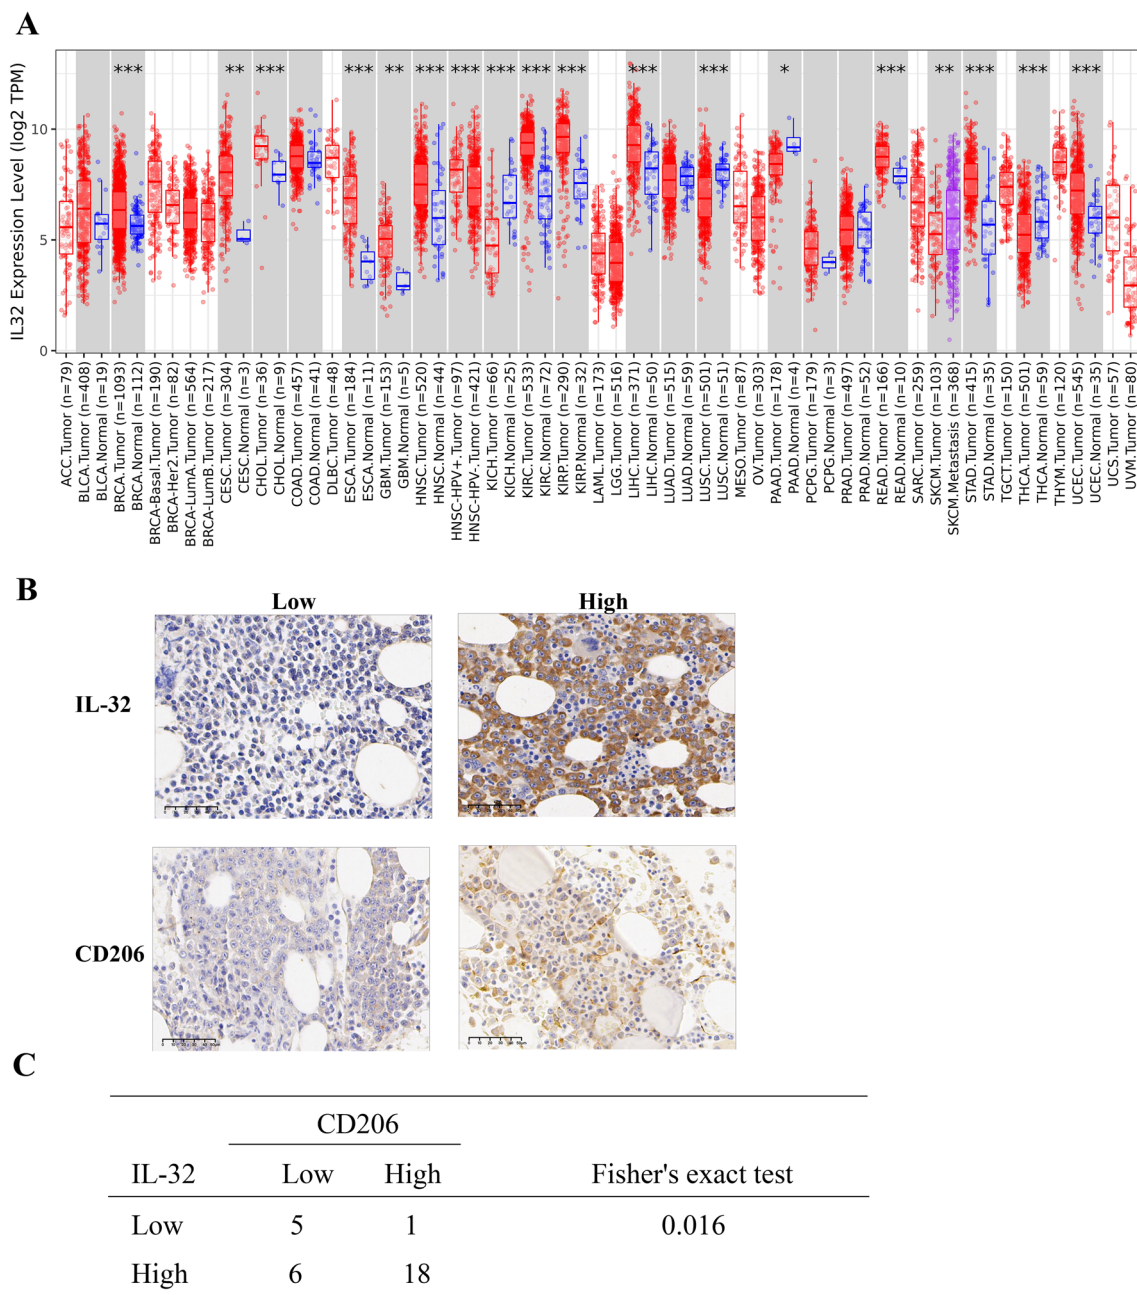 A
IL32 Expression Level (log2 TPM)
10
5
0
*** ** *** *** ** *** *** *** *** *** *** *** * *** ** *** *** ***
ACC.Tumor (n=79)
BLCA.Tumor (n=408)
BLCA.Normal (n=19)
BRCA.Tumor (n=1093)
BRCA.Normal (n=112)
BRCA-Basal.Tumor (n=190)
BRCA-Her2.Tumor (n=82)
BRCA-LumA.Tumor (n=564)
BRCA-LumB.Tumor (n=217)
CESC.Tumor (n=304)
CESC.Normal (n=3)
CHOL.Tumor (n=36)
CHOL.Normal (n=9)
COAD.Tumor (n=457)
COAD.Normal (n=41)
DLBC.Tumor (n=48)
ESCA.Tumor (n=184)
ESCA.Normal (n=11)
GBM.Tumor (n=153)
GBM.Normal (n=5)
HNSC.Tumor (n=520)
HNSC.Normal (n=44)
HNSC-HPV+.Tumor (n=97)
HNSC-HPV-.Tumor (n=421)
KICH.Tumor (n=66)
KICH.Normal (n=25)
KIRC.Tumor (n=533)
KIRC.Normal (n=72)
KIRP.Tumor (n=290)
KIRP.Normal (n=32)
LAML.Tumor (n=173)
LGG.Tumor (n=516)
LIHC.Tumor (n=371)
LIHC.Normal (n=50)
LUAD.Tumor (n=515)
LUAD.Normal (n=59)
LUSC.Tumor (n=501)
LUSC.Normal (n=51)
MESO.Tumor (n=87)
OV.Tumor (n=303)
PAAD.Tumor (n=178)
PAAD.Normal (n=4)
PCPG.Tumor (n=179)
PCPG.Normal (n=3)
PRAD.Tumor (n=497)
PRAD.Normal (n=52)
READ.Tumor (n=166)
READ.Normal (n=10)
SARC.Tumor (n=259)
SKCM.Tumor (n=103)
SKCM.Metastasis (n=368)
STAD.Tumor (n=415)
STAD.Normal (n=35)
TGCT.Tumor (n=150)
THCA.Tumor (n=501)
THCA.Normal (n=59)
THYM.Tumor (n=120)
UCEC.Tumor (n=545)
UCEC.Normal (n=35)
UCS.Tumor (n=57)
UVM.Tumor (n=80)
B
Low High
IL-32
CD206
C
CD206
IL-32 Low High Fisher's exact test
Low 5 1 0.016
High 6 18